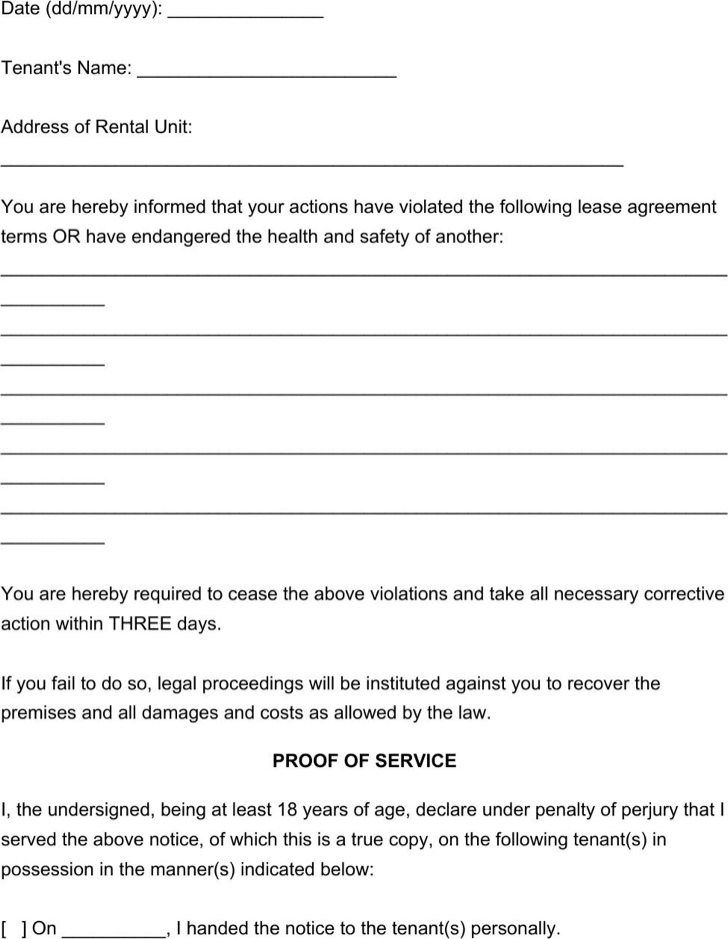 Date (dd/mm/yyyy): _______________
Tenant's Name: _________________________
Address of Rental Unit:
____________________________________________________________
You are hereby informed that your actions have violated the following lease agreement
terms OR have endangered the health and safety of another:
______________________________________________________________________
__________
______________________________________________________________________
__________
______________________________________________________________________
__________
______________________________________________________________________
__________
______________________________________________________________________
__________
You are hereby required to cease the above violations and take all necessary corrective
action within THREE days.
If you fail to do so, legal proceedings will be instituted against you to recover the
premises and all damages and costs as allowed by the law.
PROOF OF SERVICE
I, the undersigned, being at least 18 years of age, declare under penalty of perjury that I
served the above notice, of which this is a true copy, on the following tenant(s) in
possession in the manner(s) indicated below:
[  ] On __________, I handed the notice to the tenant(s) personally.